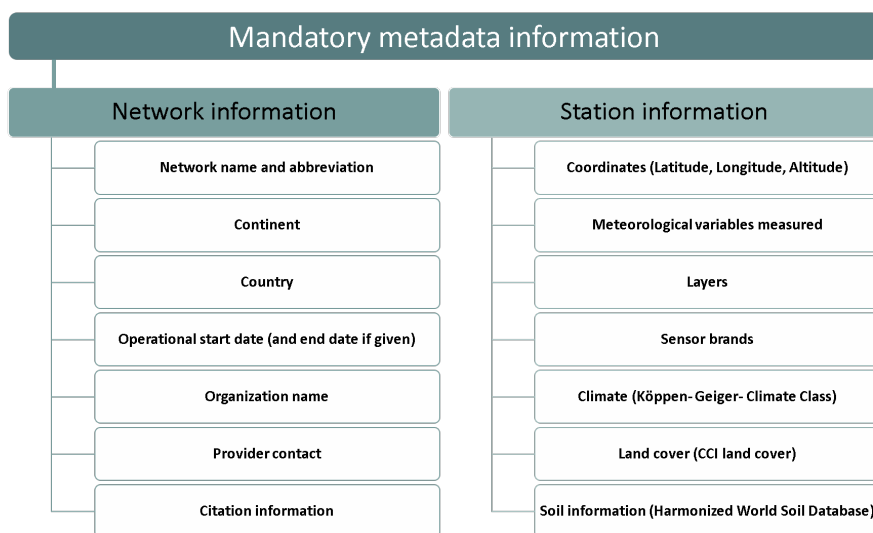 Mandatory metadata information
Network information
Network name and abbreviation
Continent
Country
Operational start date (and end date if given)
Organization name
Provider contact
Citation information
Station information
Coordinates (Latitude, Longitude, Altitude)
Meteorological variables measured
Layers
Sensor brands
Climate (Köppen- Geiger- Climate Class)
Land cover (CCI land cover)
Soil information (Harmonized World Soil Database)